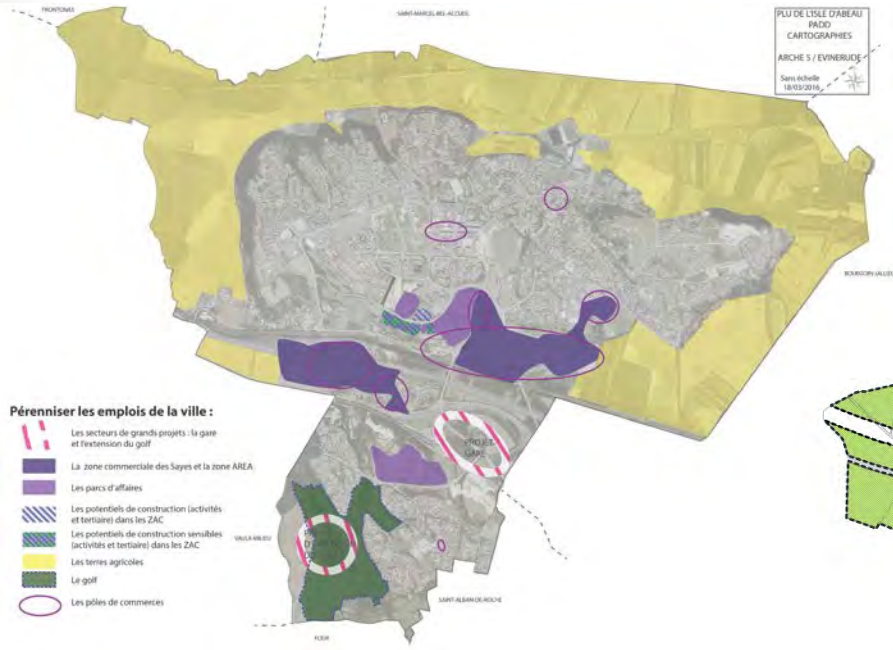 FRONTONAS
SAINT-MARCEL-BEL-ACCUEIL
PLU DE L'ISLE D'ABEAU
PADD
CARTOGRAPHIES
ARCHE 5 / EVINERUDE
Sans échelle
18/03/2016
BOURGOIN-JALLIEU
Pérenniser les emplois de la ville :
Les secteurs de grands projets : la gare
et l'extension du golf
La zone commerciale des Sayes et la zone AREA
Les parcs d'affaires
Les potentiels de construction (activités
et tertiaire) dans les ZAC
Les potentiels de construction sensibles
(activités et tertiaire) dans les ZAC
Les terres agricoles
Le golf
Les pôles de commerces
PROJET
GARE
VAULX-MILIEU
SAINT-ALBAN-DE-ROCHE
FOUR